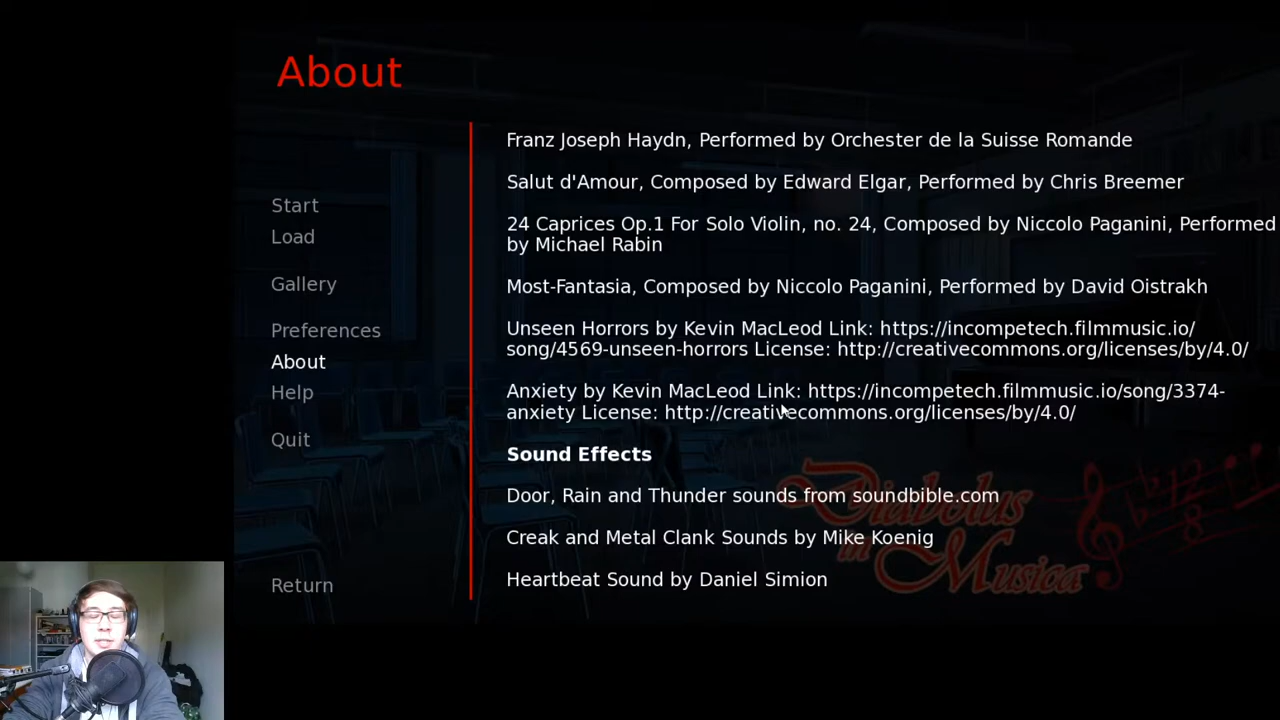 About
Start
Load
Gallery
Preferences
About
Help
Quit
Return
Franz Joseph Haydn, Performed by Orchester de la Suisse Romande
Salut d'Amour, Composed by Edward Elgar, Performed by Chris Breemer
24 Caprices Op.1 For Solo Violin, no. 24, Composed by Niccolo Paganini, Performed
by Michael Rabin
Most-Fantasia, Composed by Niccolo Paganini, Performed by David Oistrakh
Unseen Horrors by Kevin MacLeod Link: https://incompetech.filmmusic.io/
song/4569-unseen-horrors License: http://creativecommons.org/licenses/by/4.0/
Anxiety by Kevin MacLeod Link: https://incompetech.filmmusic.io/song/3374-
anxiety License: http://creativecommons.org/licenses/by/4.0/
Sound Effects
Door, Rain and Thunder sounds from soundbible.com
Creak and Metal Clank Sounds by Mike Koenig
Heartbeat Sound by Daniel Simion
Diabolus
in
Musica